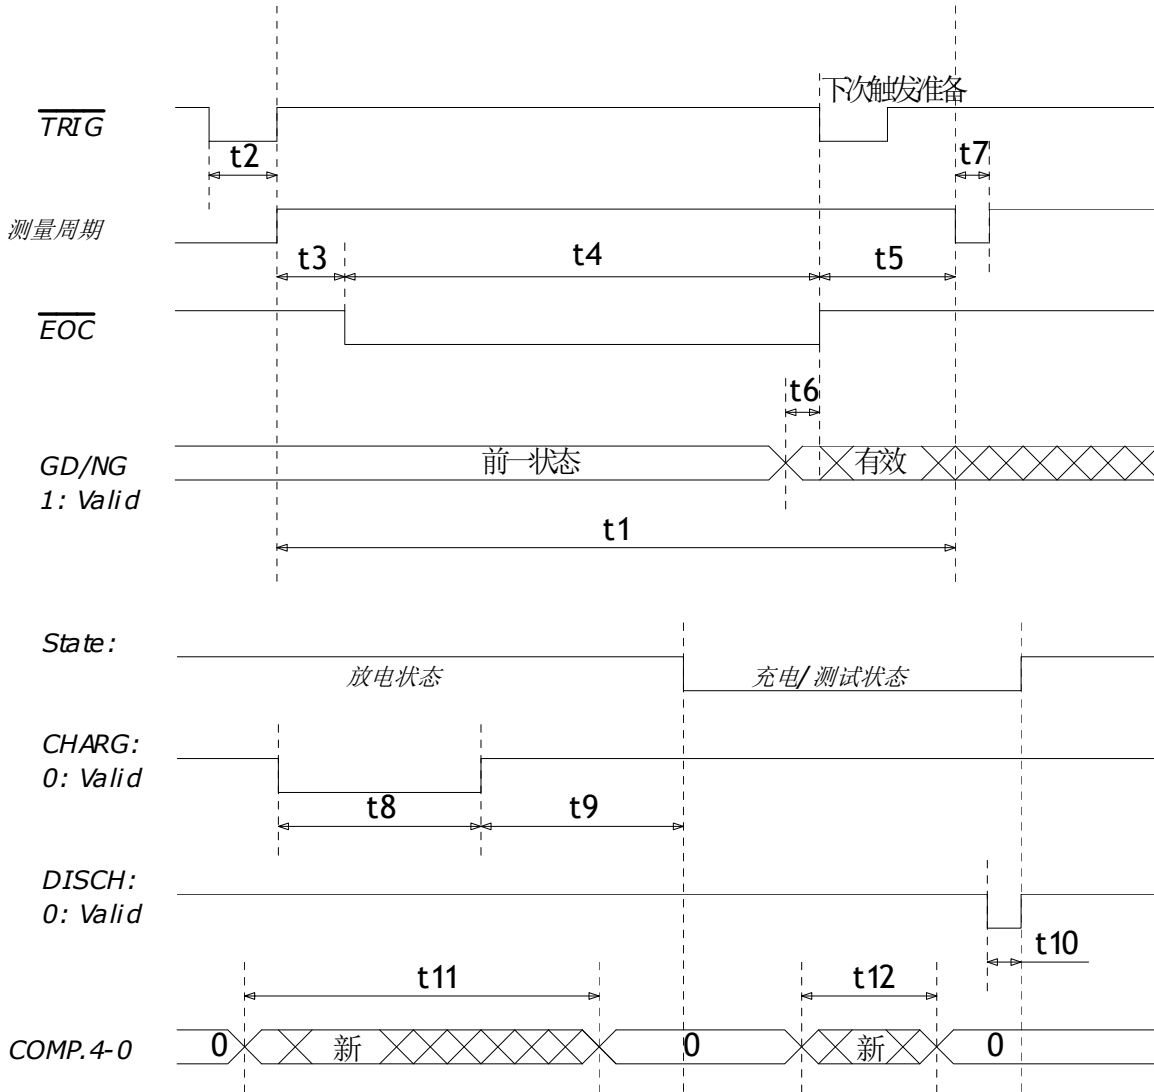 下次触发准备
TRIG
t2
t7
测量周期
t3
t4
t5
EOC
t6
GD/NG
1: Valid
前一状态
有效
t1
State:
放电状态
充电/测试状态
CHARG:
0: Valid
t8
t9
DISCH:
0: Valid
t10
t11
t12
COMP.4-0
0
新
0
新
0